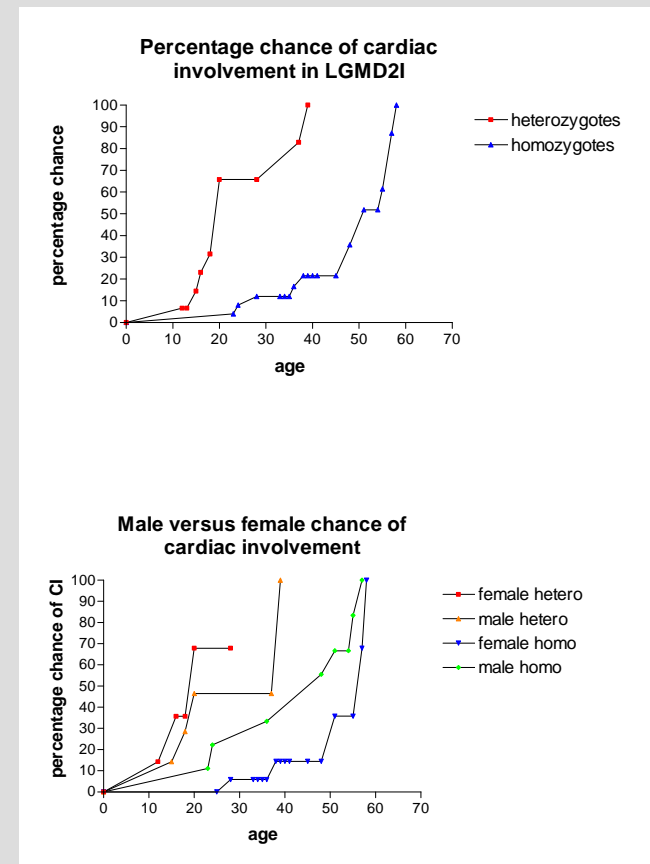 Percentage chance of cardiac
involvement in LGMD2I
percentage chance
100
90
80
70
60
50
40
30
20
10
0
0 10 20 30 40 50 60 70
age
heterozygotes
homozygotes
Male versus female chance of
cardiac involvement
percentage chance of CI
100
90
80
70
60
50
40
30
20
10
0
0 10 20 30 40 50 60 70
age
female hetero
male hetero
female homo
male homo